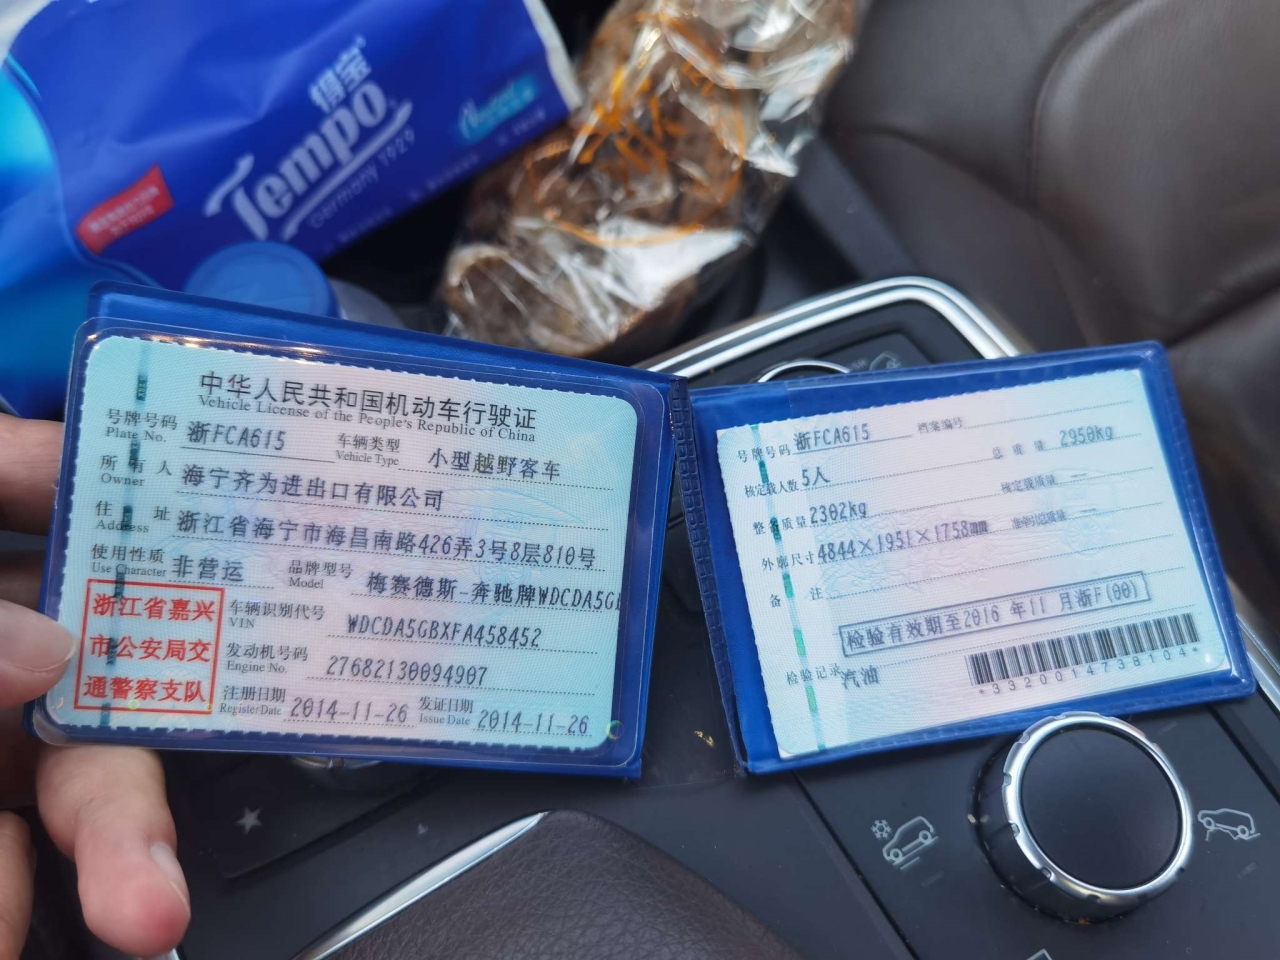 得宝
Tempo
Germany 1929
中华人民共和国机动车行驶证
Vehicle License of the People's Republic of China
号牌号码 浙FCA615 车辆类型 小型越野客车
Plate No. Vehicle Type
所有人 海宁齐为进出口有限公司
Owner
住址 浙江省海宁市海昌南路426弄3号8层810号
Address
使用性质 非营运 品牌型号 梅赛德斯-奔驰牌WDCDA5G
Use Character Model
浙江省嘉兴
市公安局交
通警察支队
车辆识别代号 WDCDA5GBXFA458452
VIN
发动机号码 27682130094907
Engine No.
注册日期 2014-11-26 发证日期 2014-11-26
Register Date Issue Date
号牌号码 浙FCA615 档案编号
核定载人数 5人 总质量 2950kg
整备质量 2302kg 核定载质量 —
外廓尺寸 4844×1951×1758mm 准牵引总质量 —
备注
检验有效期至2016 年11 月浙F(00)
检验记录 汽油
*3320014738104*